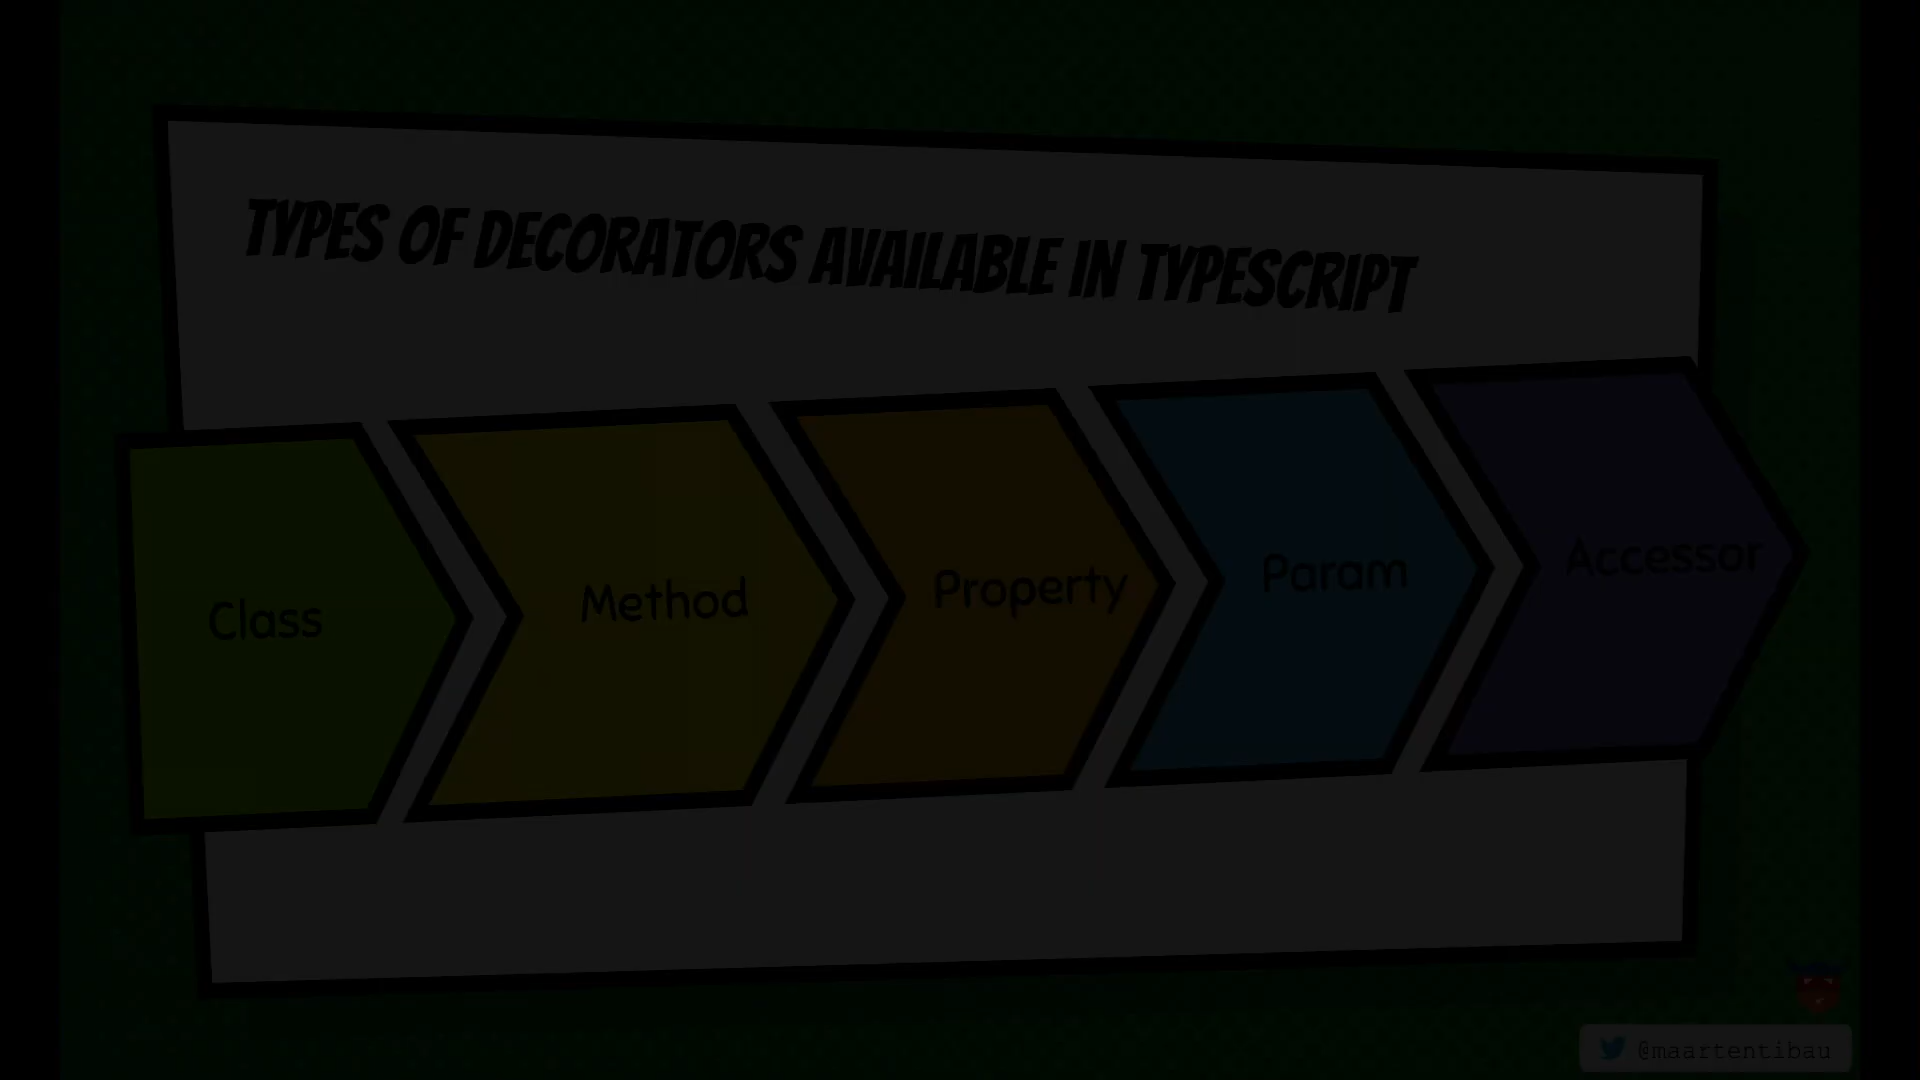 TYPES OF DECORATORS AVAILABLE IN TYPESCRIPT
Class
Method
Property
Param
Accessor
@maartentibau